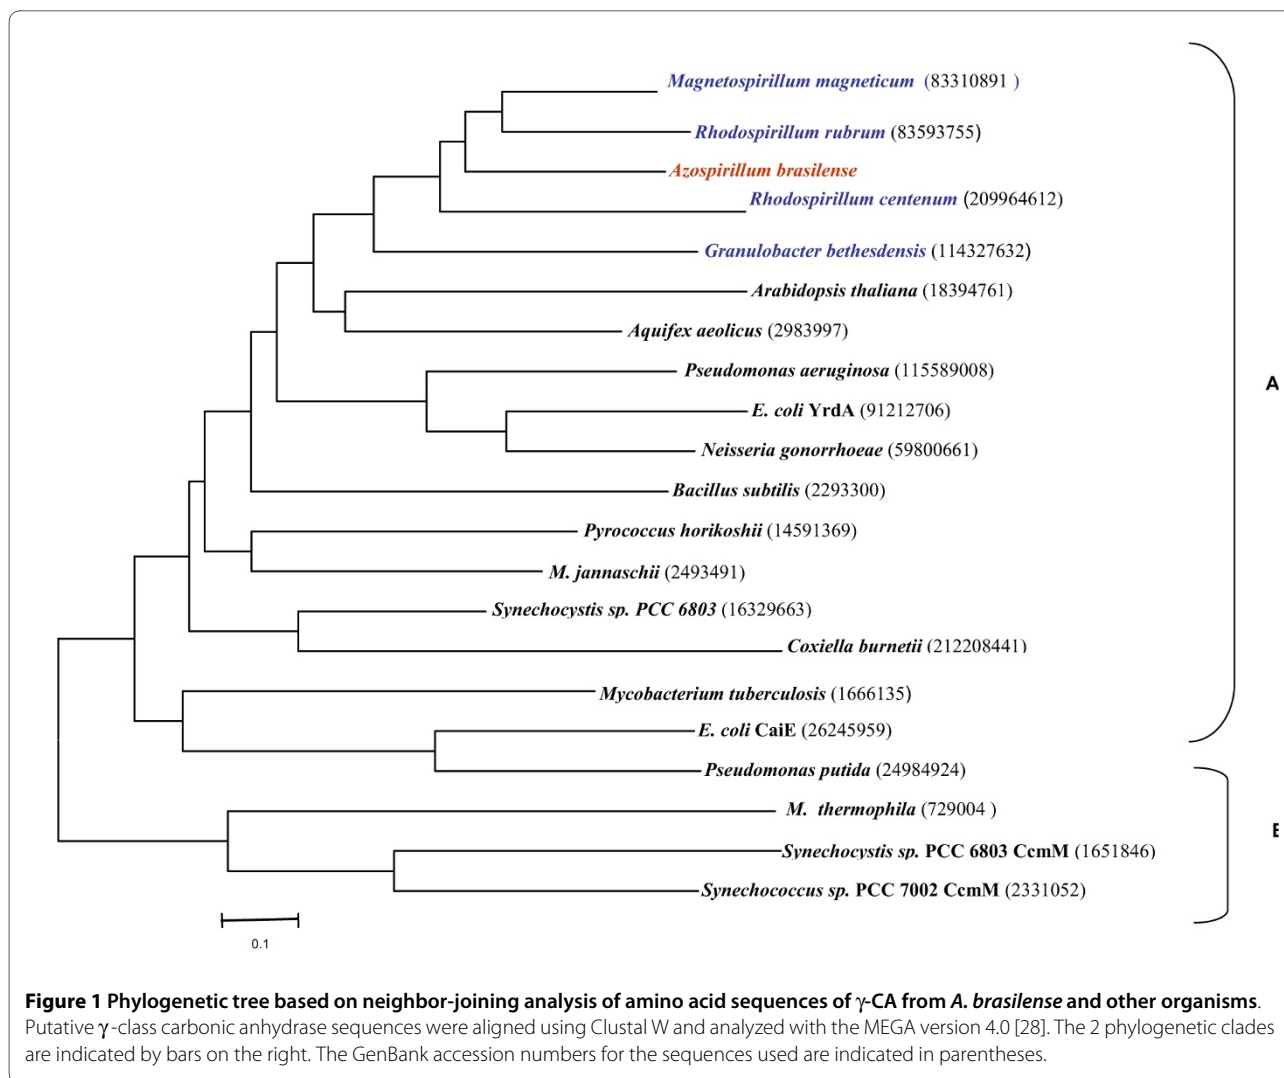 Magnetospirillum magneticum (83310891 )
Rhodospirillum rubrum (83593755)
Azospirillum brasilense
Rhodospirillum centenum (209964612)
Granulobacter bethesdensis (114327632)
Arabidopsis thaliana (18394761)
Aquifex aeolicus (2983997)
Pseudomonas aeruginosa (115589008)
A
E. coli YrdA (91212706)
Neisseria gonorrhoeae (59800661)
Bacillus subtilis (2293300)
Pyrococcus horikoshii (14591369)
M. jannaschii (2493491)
Synechocystis sp. PCC 6803 (16329663)
Coxiella burnetii (212208441)
Mycobacterium tuberculosis (1666135)
E. coli CaiE (26245959)
Pseudomonas putida (24984924)
M. thermophila (729004 )
Synechocystis sp. PCC 6803 CcmM (1651846)
Synechococcus sp. PCC 7002 CcmM (2331052)
0.1
Figure 1 Phylogenetic tree based on neighbor-joining analysis of amino acid sequences of γ-CA from A. brasilense and other organisms.
Putative γ-class carbonic anhydrase sequences were aligned using Clustal W and analyzed with the MEGA version 4.0 [28]. The 2 phylogenetic clades
are indicated by bars on the right. The GenBank accession numbers for the sequences used are indicated in parentheses.